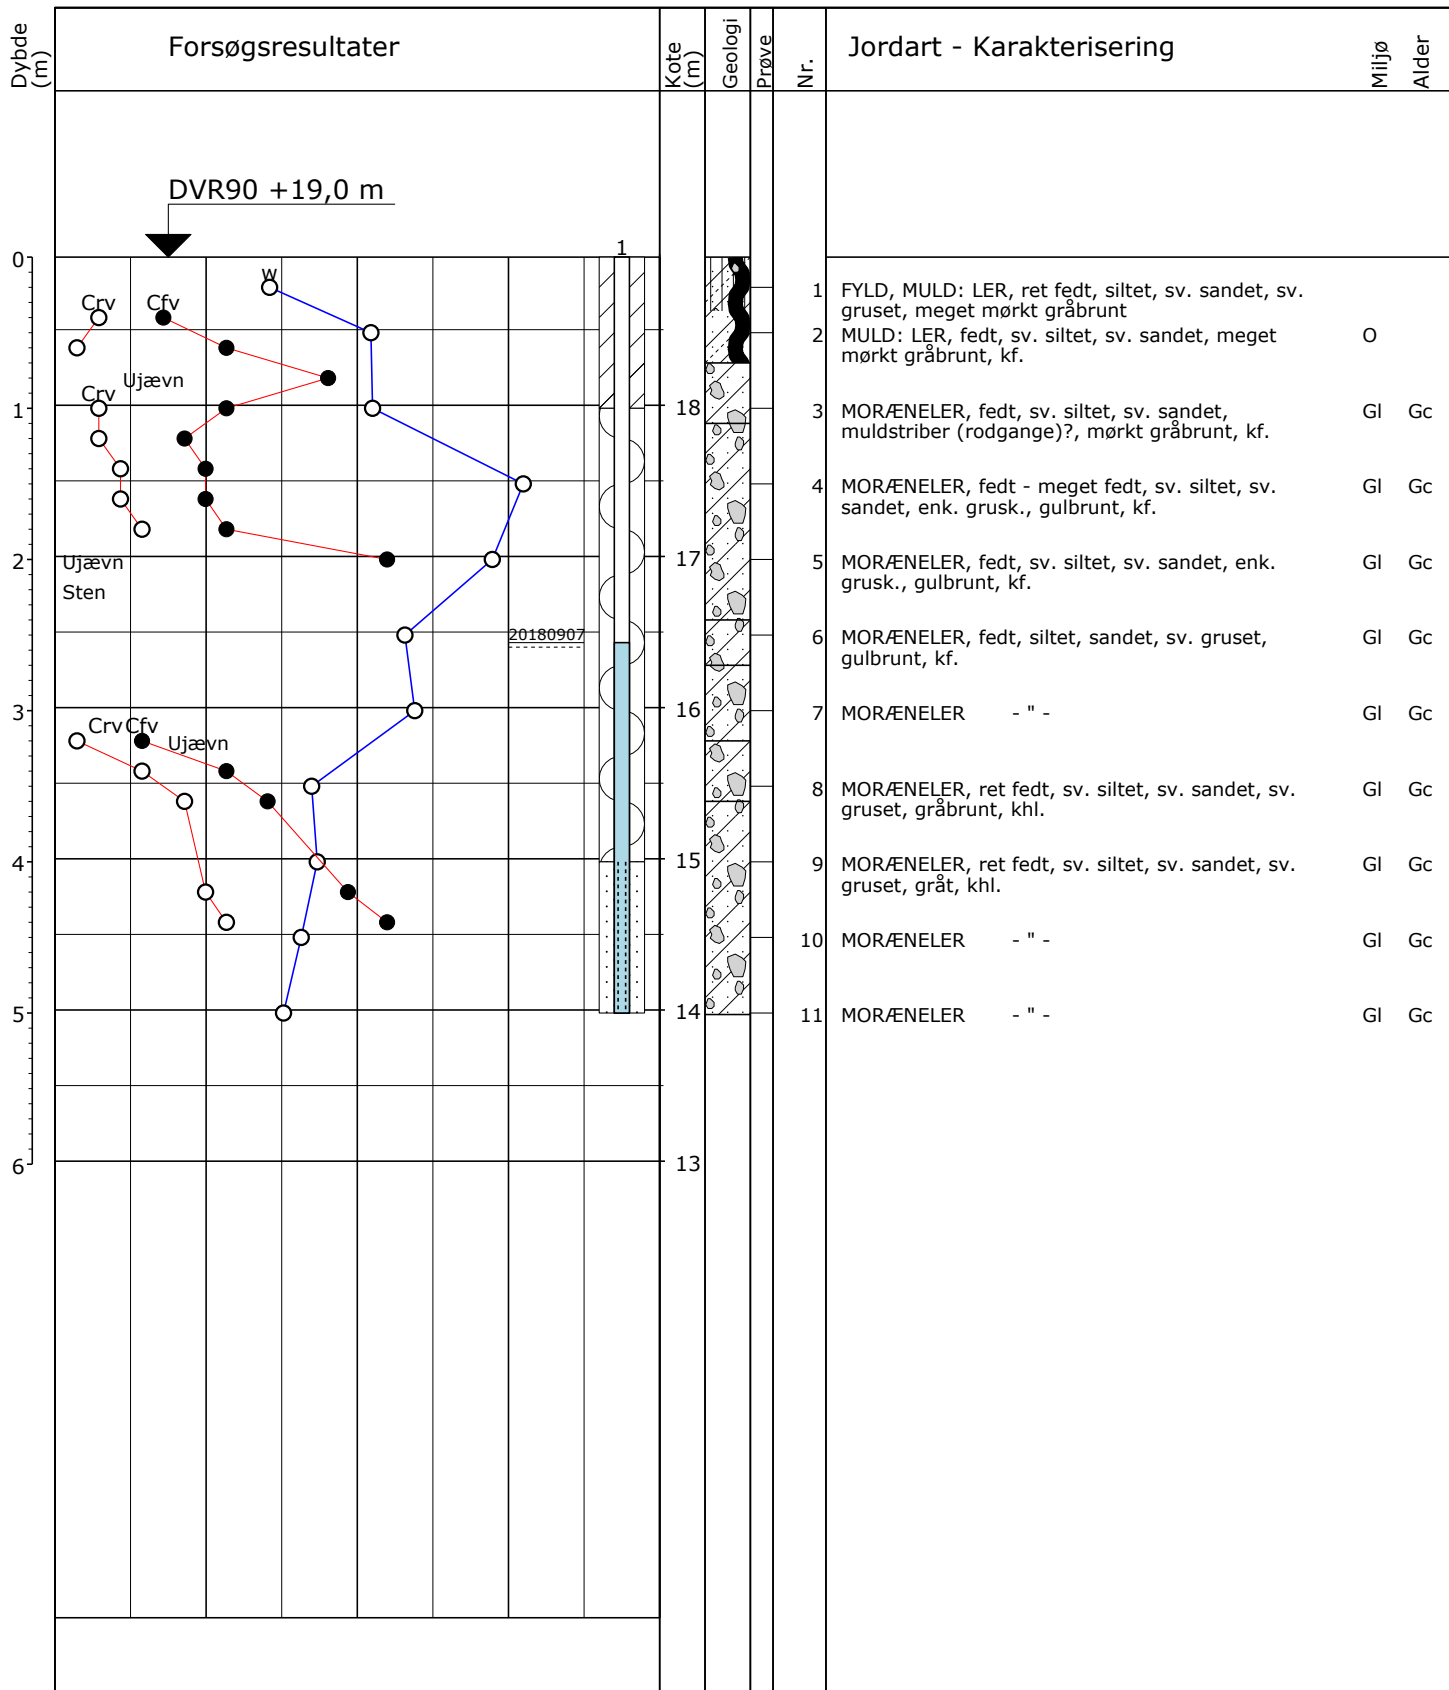 Dybde (m)
Forsøgsresultater
Kote (m)
Geologi
Prøve
Nr.
Jordart - Karakterisering
Miljø
Alder
DVR90 +19,0 m
1
0
W
Crv
Cfv
1 FYLD, MULD: LER, ret fedt, siltet, sv. sandet, sv.
gruset, meget mørkt gråbrunt
2 MULD: LER, fedt, sv. siltet, sv. sandet, meget O
mørkt gråbrunt, kf.
Ujævn
Crv
1
18
3 MORÆNELER, fedt, sv. siltet, sv. sandet, Gl Gc
muldstriber (rodgange)?, mørkt gråbrunt, kf.
4 MORÆNELER, fedt - meget fedt, sv. siltet, sv. Gl Gc
sandet, enk. grusk., gulbrunt, kf.
2
Ujævn
Sten
17
5 MORÆNELER, fedt, sv. siltet, sv. sandet, enk. Gl Gc
grusk., gulbrunt, kf.
20180907
6 MORÆNELER, fedt, siltet, sandet, sv. gruset, Gl Gc
gulbrunt, kf.
3
16
7 MORÆNELER - " - Gl Gc
Crv
Cfv
Ujævn
8 MORÆNELER, ret fedt, sv. siltet, sv. sandet, sv. Gl Gc
gruset, gråbrunt, khl.
4
15
9 MORÆNELER, ret fedt, sv. siltet, sv. sandet, sv. Gl Gc
gruset, gråt, khl.
10 MORÆNELER - " - Gl Gc
5
14
11 MORÆNELER - " - Gl Gc
6
13